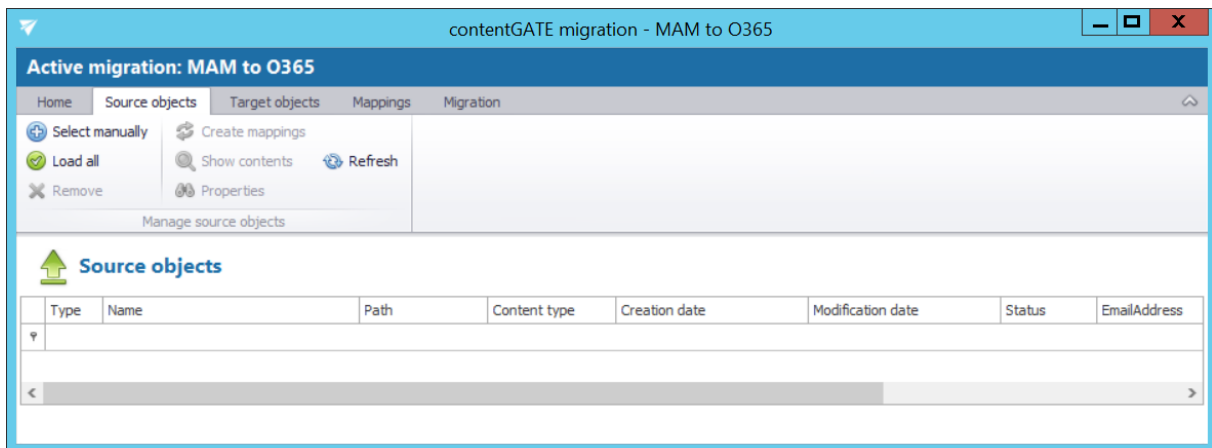 contentGATE migration - MAM to O365
Active migration: MAM to O365
Home Source objects Target objects Mappings Migration
Select manually Create mappings
Load all Show contents Refresh
Remove Properties
Manage source objects
Source objects
Type Name Path Content type Creation date Modification date Status EmailAddress